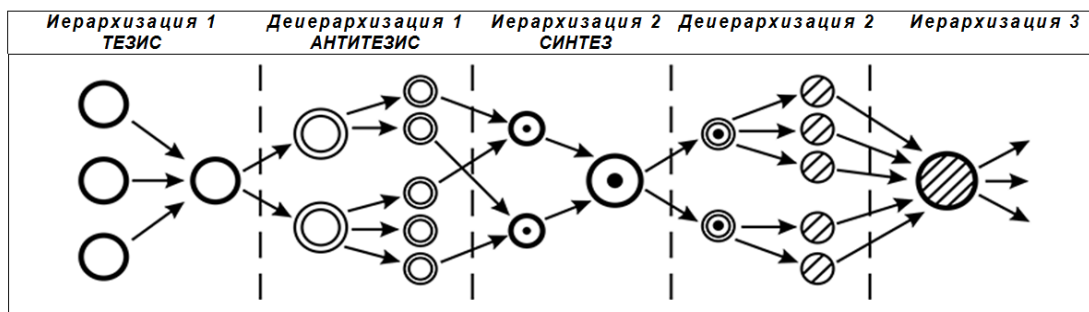 Иерархизация 1
ТЕЗИС
Деиерархизация 1
АНТИТЕЗИС
Иерархизация 2
СИНТЕЗ
Деиерархизация 2
Иерархизация 3